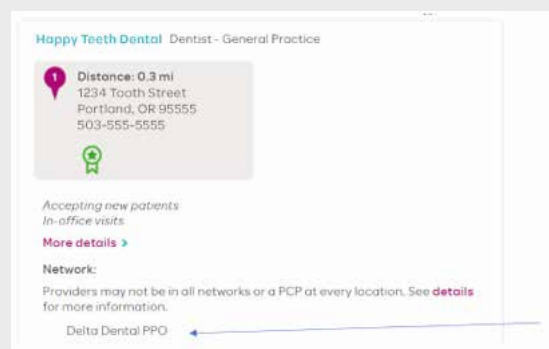 Happy Teeth Dental Dentist - General Practice
1
Distance: 0.3 mi
1234 Tooth Street
Portland, OR 95555
503-555-5555
Accepting new patients
In-office visits
More details >
Network:
Providers may not be in all networks or a PCP at every location. See details
for more information.
Delta Dental PPO